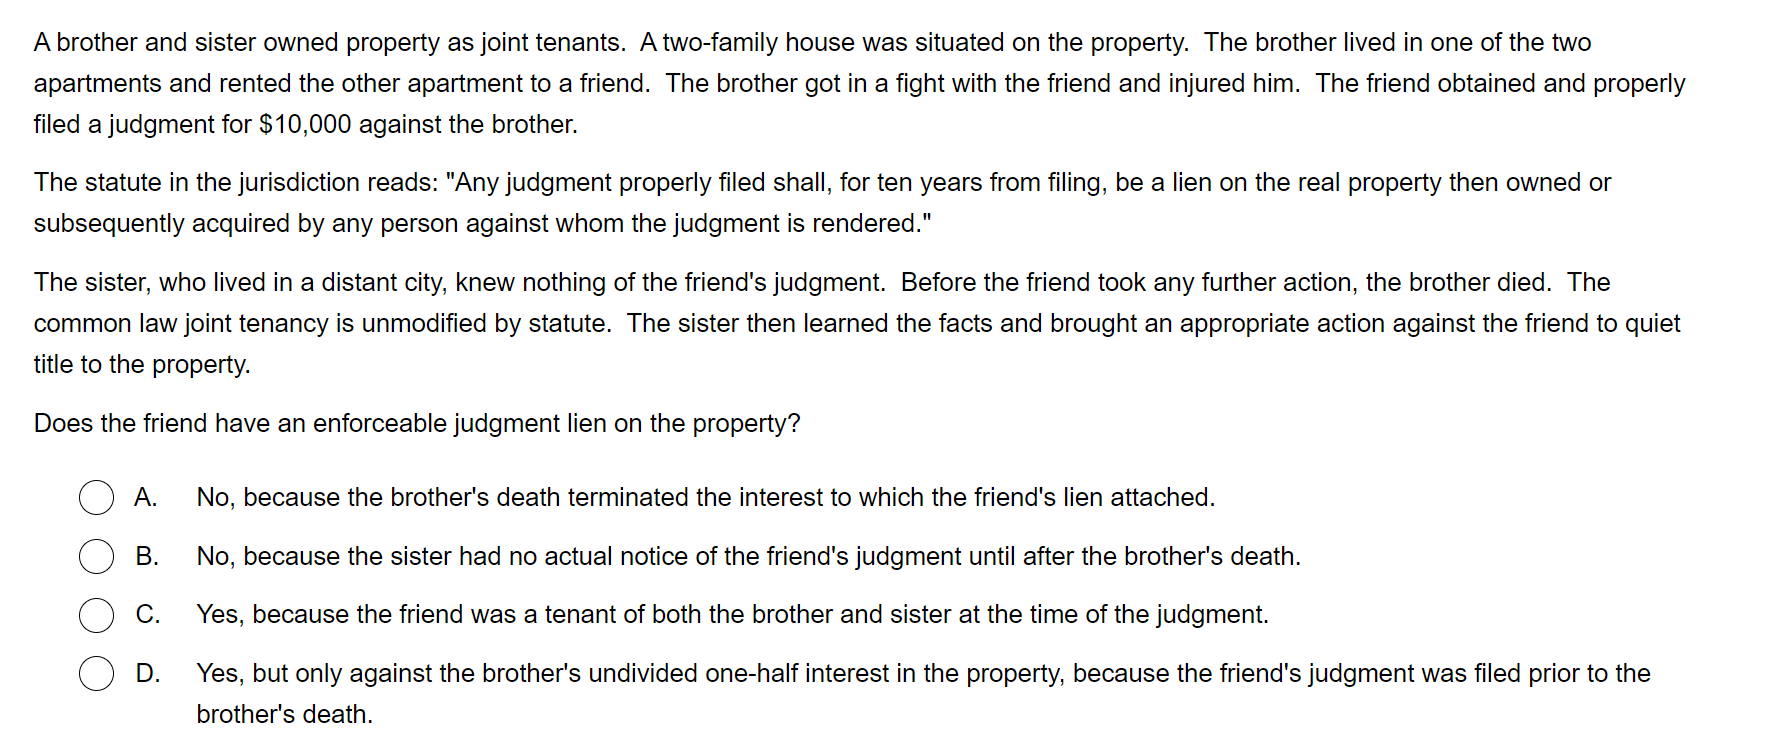 A brother and sister owned property as joint tenants.  A two-family house was situated on the property.  The brother lived in one of the two
apartments and rented the other apartment to a friend.  The brother got in a fight with the friend and injured him.  The friend obtained and properly
filed a judgment for $10,000 against the brother.
The statute in the jurisdiction reads: "Any judgment properly filed shall, for ten years from filing, be a lien on the real property then owned or
subsequently acquired by any person against whom the judgment is rendered."
The sister, who lived in a distant city, knew nothing of the friend's judgment.  Before the friend took any further action, the brother died.  The
common law joint tenancy is unmodified by statute.  The sister then learned the facts and brought an appropriate action against the friend to quiet
title to the property.
Does the friend have an enforceable judgment lien on the property?
A. No, because the brother's death terminated the interest to which the friend's lien attached.
B. No, because the sister had no actual notice of the friend's judgment until after the brother's death.
C. Yes, because the friend was a tenant of both the brother and sister at the time of the judgment.
D. Yes, but only against the brother's undivided one-half interest in the property, because the friend's judgment was filed prior to the
brother's death.